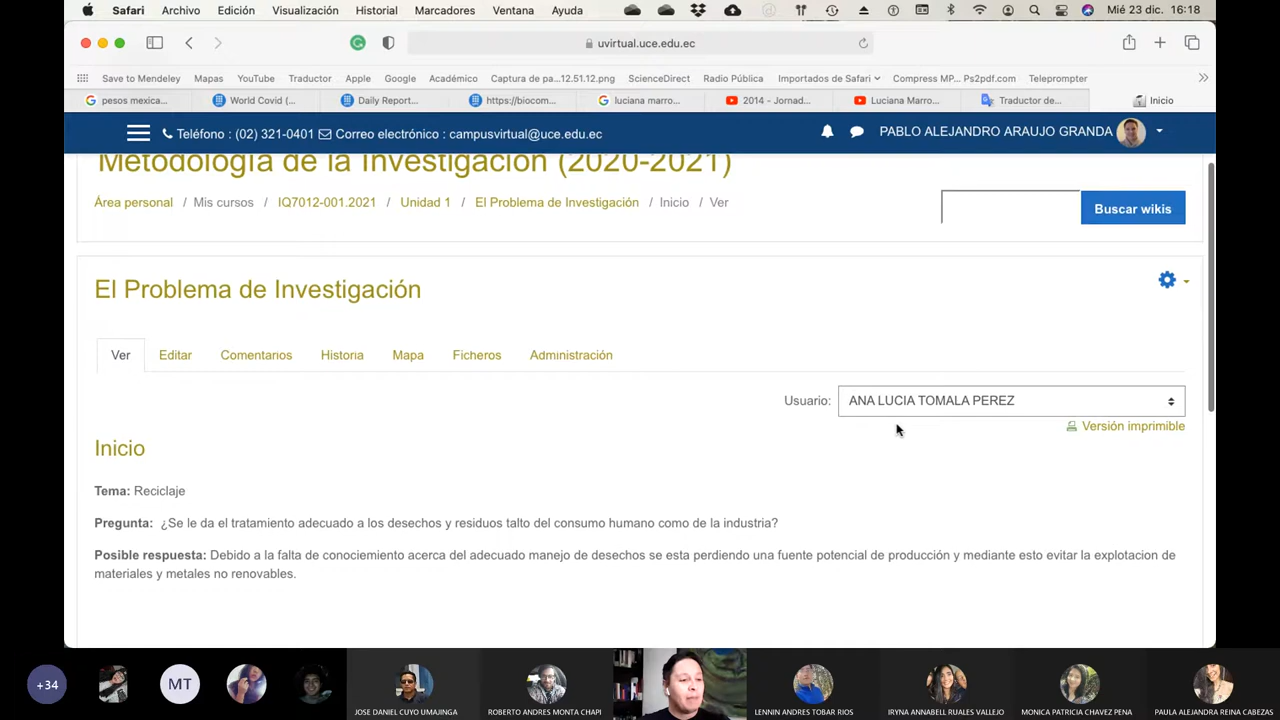 Safari Archivo Edición Visualización Historial Marcadores Ventana Ayuda Mié 23 dic. 16:18
uvirtual.uce.edu.ec
Save to Mendeley Mapas YouTube Traductor Apple Google Académico Captura de pa...12.51.12.png ScienceDirect Radio Pública Importados de Safari Compress MP... Ps2pdf.com Teleprompter
pesos mexica... World Covid (... Daily Report... https://biocom... luciana marro... 2014 - Jornad... Luciana Marro... Traductor de... Inicio
Teléfono : (02) 321-0401 Correo electrónico : campusvirtual@uce.edu.ec PABLO ALEJANDRO ARAUJO GRANDA
Metodología de la Investigación (2020-2021)
Área personal / Mis cursos / IQ7012-001.2021 / Unidad 1 / El Problema de Investigación / Inicio / Ver
Buscar wikis
El Problema de Investigación
Ver Editar Comentarios Historia Mapa Ficheros Administración
Usuario: ANA LUCIA TOMALA PEREZ
Versión imprimible
Inicio
Tema: Reciclaje
Pregunta: ¿Se le da el tratamiento adecuado a los desechos y residuos talto del consumo humano como de la industria?
Posible respuesta: Debido a la falta de conociemiento acerca del adecuado manejo de desechos se esta perdiendo una fuente potencial de producción y mediante esto evitar la explotacion de
materiales y metales no renovables.
+34 MT
JOSE DANIEL CUYO UMAJINGA ROBERTO ANDRES MONTA CHAPI LENNIN ANDRES TOBAR RIOS IRYNA ANNABELL RUALES VALLEJO MONICA PATRICIA CHAVEZ PENA PAULA ALEJANDRA REINA CABEZAS